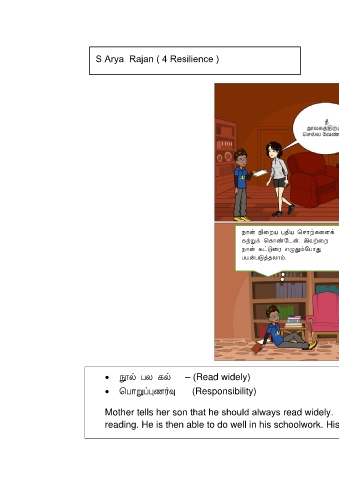 S Arya Rajan ( 4 Resilience )
நீ
செல்ல வேண்
நான் நிறைய புதிய சொற்களைக்
கற்றுக் கொண்டேன். இவற்றை
நான் கட்டுரை எழுதும்போது
பயன்படுத்தலாம்.
• நூல் பல கல் – (Read widely)
• பொறுப்புணர்வு (Responsibility)
Mother tells her son that he should always read widely.
reading. He is then able to do well in his schoolwork. His